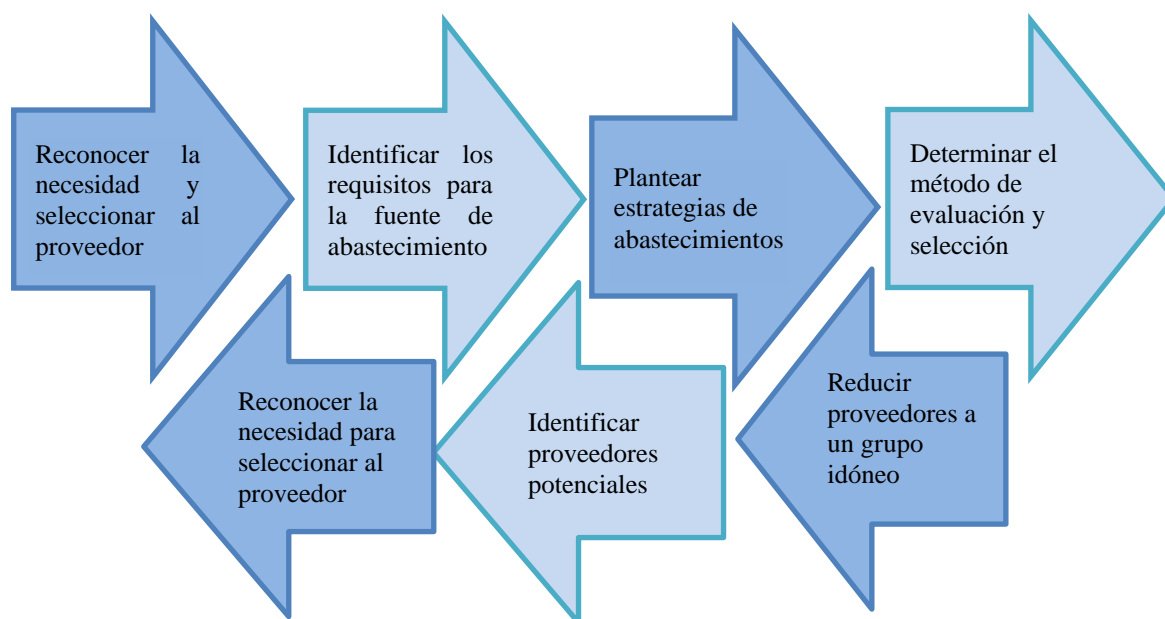 Reconocer la
necesidad y
seleccionar al
proveedor
Identificar los
requisitos para
la fuente de
abastecimiento
Plantear
estrategias de
abastecimientos
Determinar el
método de
evaluación y
selección
Reconocer la
necesidad para
seleccionar al
proveedor
Identificar
proveedores
potenciales
Reducir
proveedores a
un grupo
idóneo